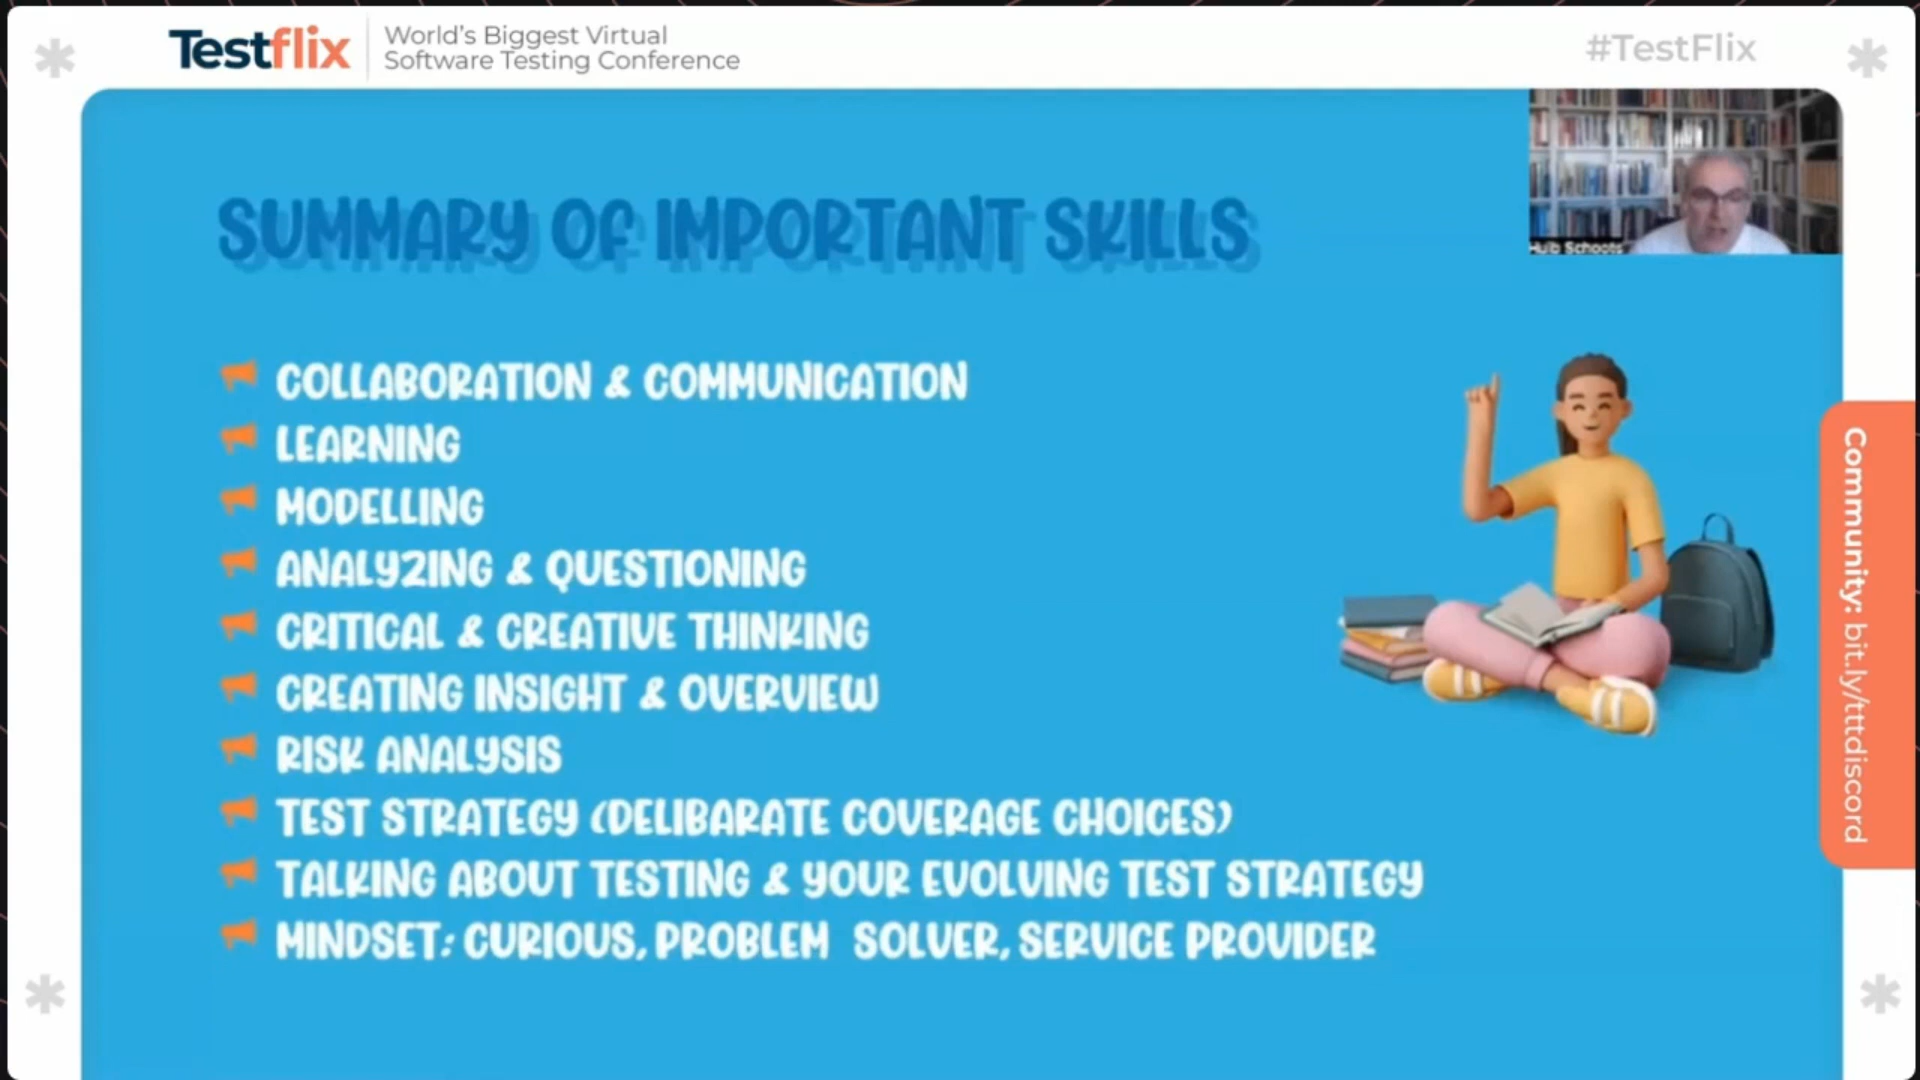 Testflix
World's Biggest Virtual
Software Testing Conference
#TestFlix
Huib Schoots
SUMMARY OF IMPORTANT SKILLS
COLLABORATION & COMMUNICATION
LEARNING
MODELLING
ANALYZING & QUESTIONING
CRITICAL & CREATIVE THINKING
CREATING INSIGHT & OVERVIEW
RISK ANALYSIS
TEST STRATEGY (DELIBARATE COVERAGE CHOICES)
TALKING ABOUT TESTING & YOUR EVOLVING TEST STRATEGY
MINDSET: CURIOUS, PROBLEM SOLVER, SERVICE PROVIDER
Community: bit.ly/tttdiscord